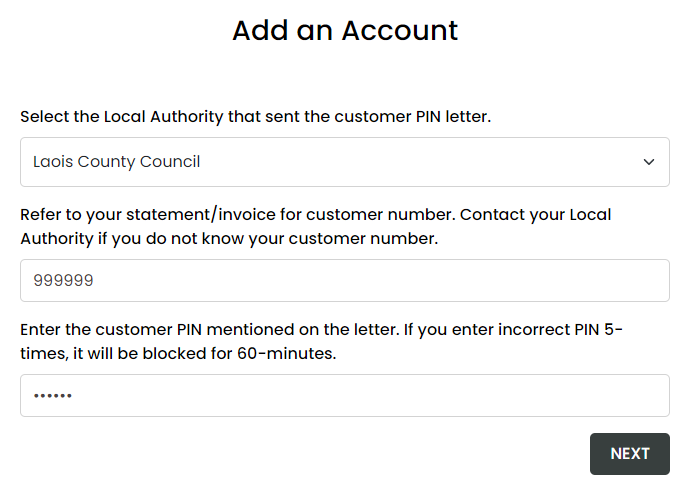 Add an Account
Select the Local Authority that sent the customer PIN letter.
Laois County Council
Refer to your statement/invoice for customer number. Contact your Local
Authority if you do not know your customer number.
999999
Enter the customer PIN mentioned on the letter. If you enter incorrect PIN 5-
times, it will be blocked for 60-minutes.
••••••
NEXT